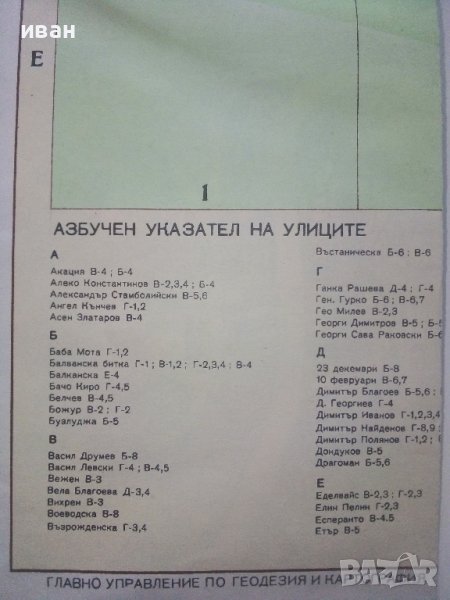 иван
Е
1
АЗБУЧЕН УКАЗАТЕЛ НА УЛИЦИТЕ
А
Акация В-4 ; Б-4
Алеко Константинов В-2,3,4 ; Б-4
Александър Стамболийски В-5,6
Ангел Кънчев Г-1,2
Асен Златаров В-4
Б
Баба Мота Г-1,2
Балванска битка Г-1 ; В-1,2 ; Г-2,3,4 ; В-4
Балканска Е-4
Бачо Киро Г-4,5
Белчев В-4,5
Божур В-2 ; Г-2
Бузлуджа Б-5
В
Васил Друмев Б-8
Васил Левски Г-4 ; В-4,5
Вежен В-3
Вела Благоева Д-3,4
Вихрен В-3
Воеводска В-8
Възрожденска Г-3,4
Въстаническа Б-6 ; В-6
Г
Ганка Рашева Д-4 ; Г-4
Ген. Гурко Б-6 ; В-6,7
Гео Милев В-2,3
Георги Димитров В-5 ; Б-5
Георги Сава Раковски Б-6
Д
23 декември Б-8
10 февруари В-6,7
Димитър Благоев Б-5,6 ;
Д. Георгиев Г-4
Димитър Иванов Г-1,2,3,4
Димитър Найденов Г-8,9 ;
Димитър Полянов Г-1,2 ;
Дондуков В-5
Драгоман Б-5,6
Е
Еделвайс В-2,3 ; Г-2,3
Елин Пелин Г-2,3
Есперанто В-4,5
Етър В-5
ГЛАВНО УПРАВЛЕНИЕ ПО ГЕОДЕЗИЯ И
BAZAR